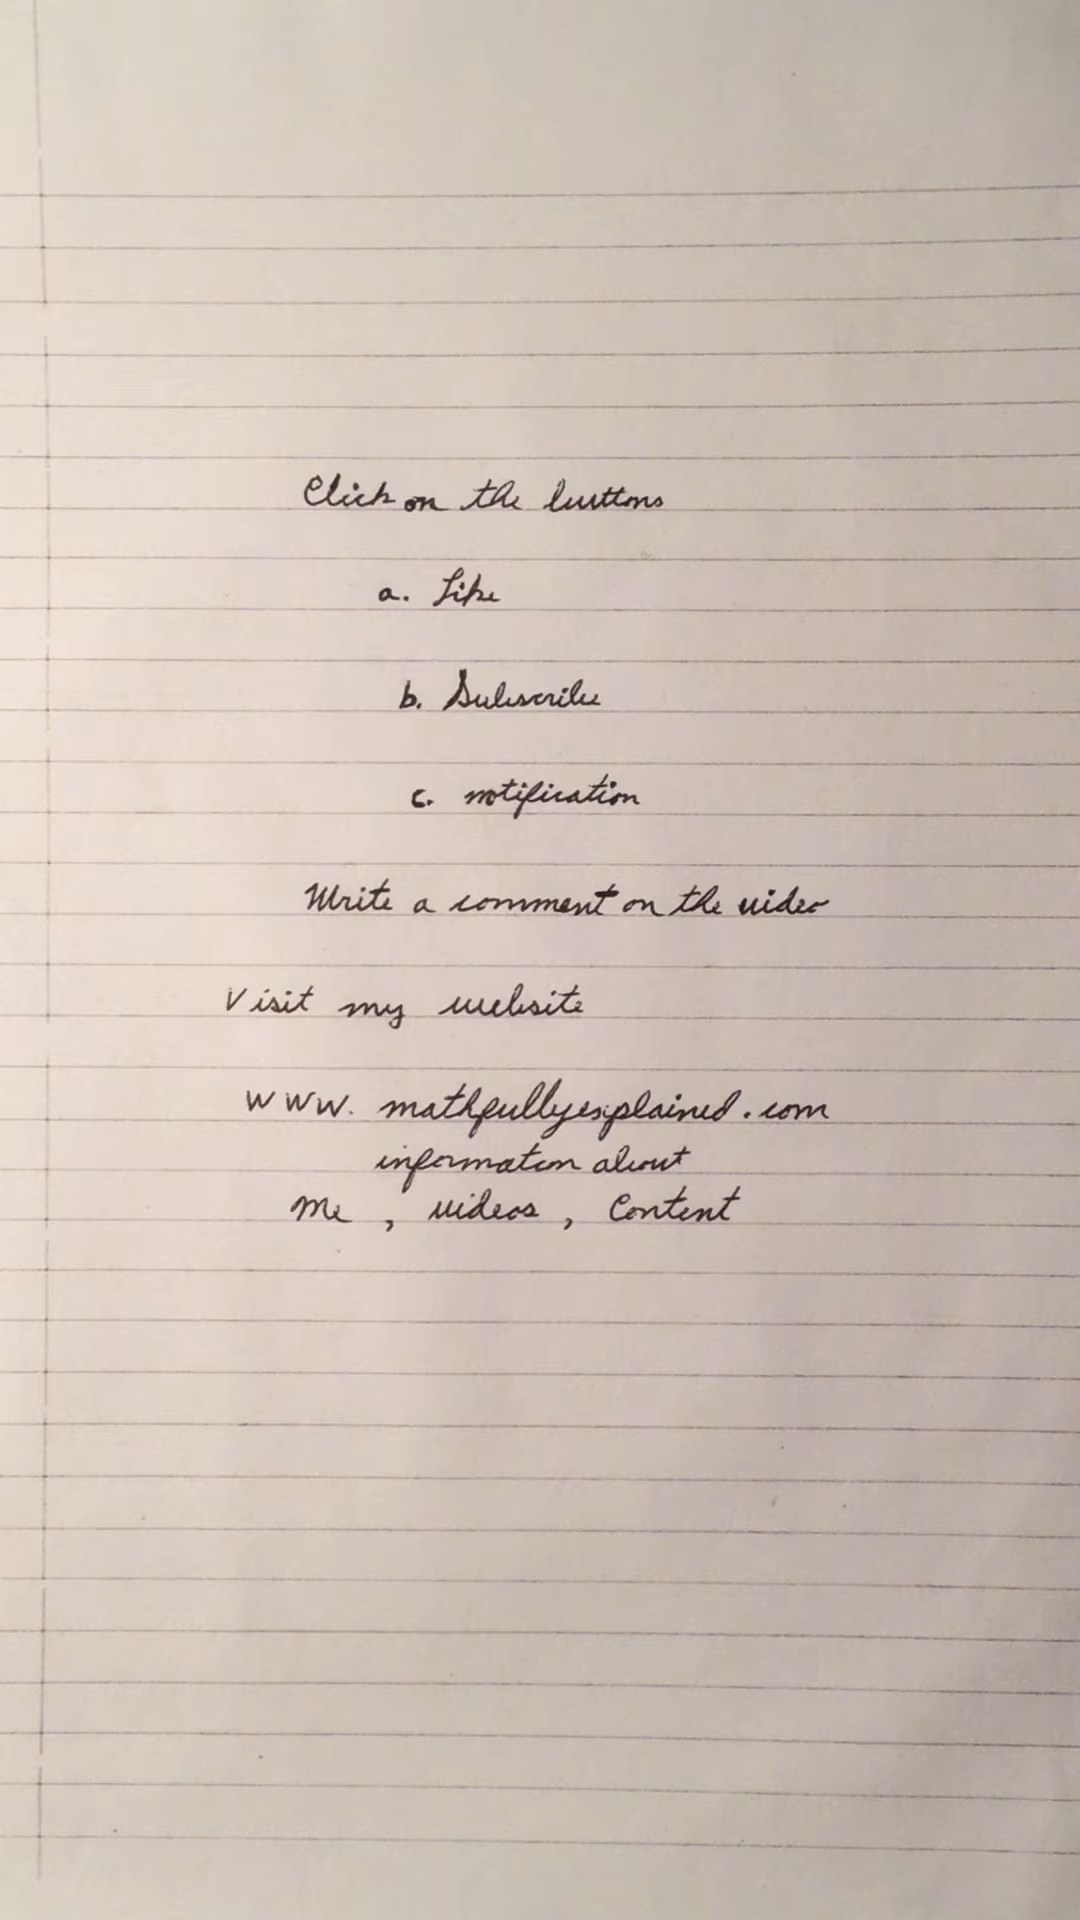 Click on the buttons
a. Like
b. Subscribe
c. notification
Write a comment on the video
Visit my website
www.mathfullyexplained.com
information about
Me, videos, Content